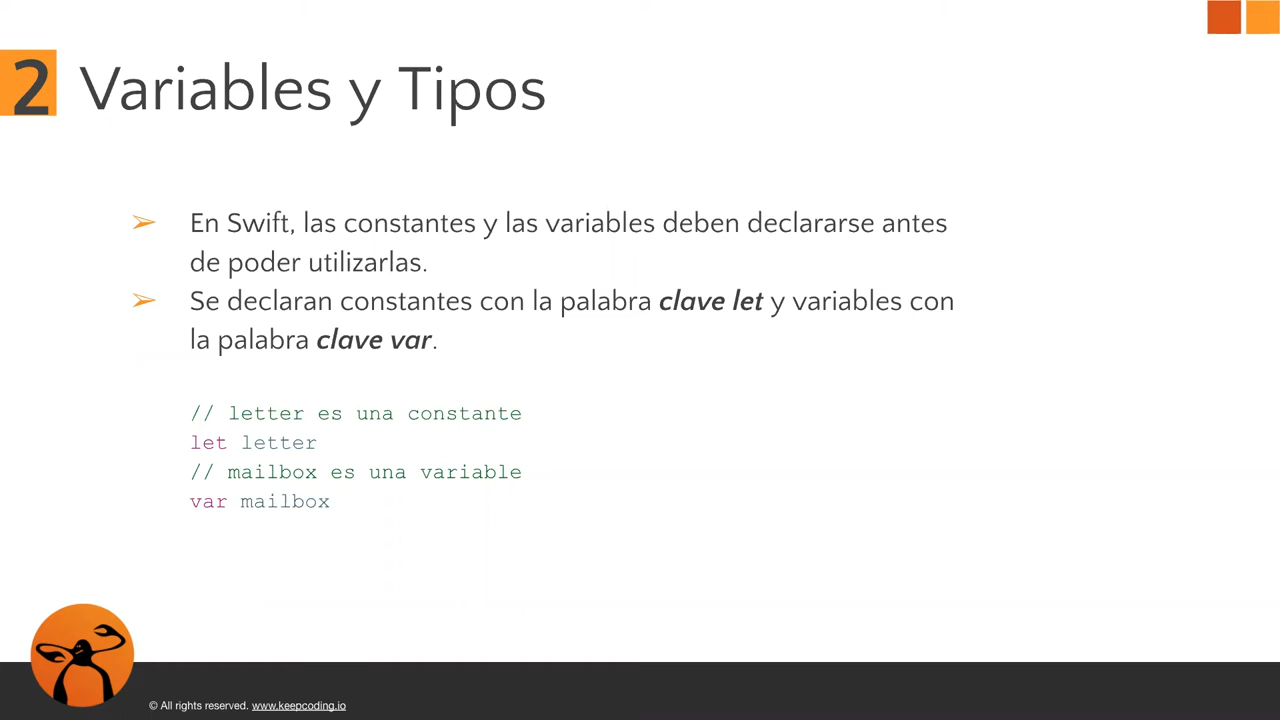 2 Variables y Tipos
➢ En Swift, las constantes y las variables deben declararse antes
de poder utilizarlas.
➢ Se declaran constantes con la palabra clave let y variables con
la palabra clave var.
// letter es una constante
let letter
// mailbox es una variable
var mailbox
© All rights reserved. www.keepcoding.io